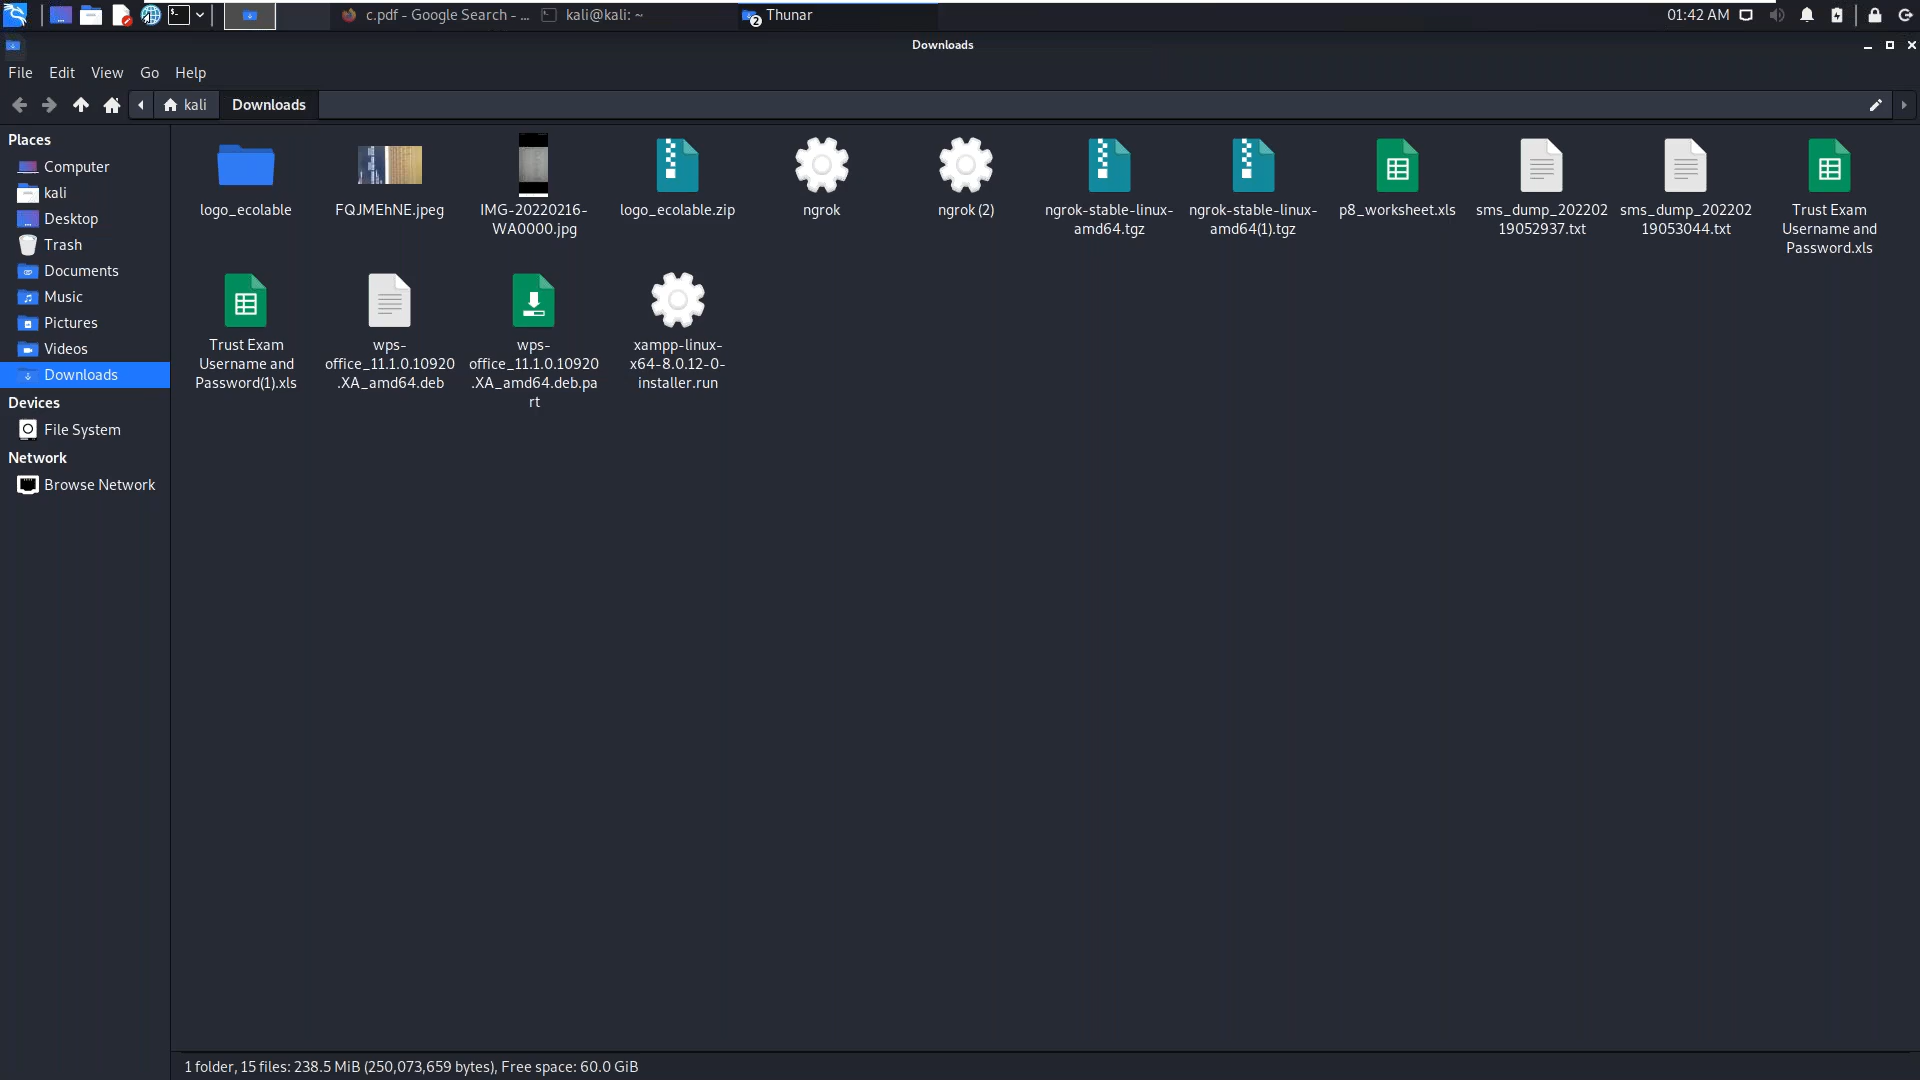 c.pdf - Google Search - ...
kali@kali: ~
2
Thunar
01:42 AM
Downloads
File Edit View Go Help
kali
Downloads
Places
Computer
kali
Desktop
Trash
Documents
Music
Pictures
Videos
Downloads
Devices
File System
Network
Browse Network
logo_ecolable
FQJMEhNE.jpeg
IMG-20220216-
WA0000.jpg
logo_ecolable.zip
ngrok
ngrok (2)
ngrok-stable-linux-
amd64.tgz
ngrok-stable-linux-
amd64(1).tgz
p8_worksheet.xls
sms_dump_202202
19052937.txt
sms_dump_202202
19053044.txt
Trust Exam
Username and
Password.xls
Trust Exam
Username and
Password(1).xls
wps-
office_11.1.0.10920
.XA_amd64.deb
wps-
office_11.1.0.10920
.XA_amd64.deb.pa
rt
xampp-linux-
x64-8.0.12-0-
installer.run
1 folder, 15 files: 238.5 MiB (250,073,659 bytes), Free space: 60.0 GiB